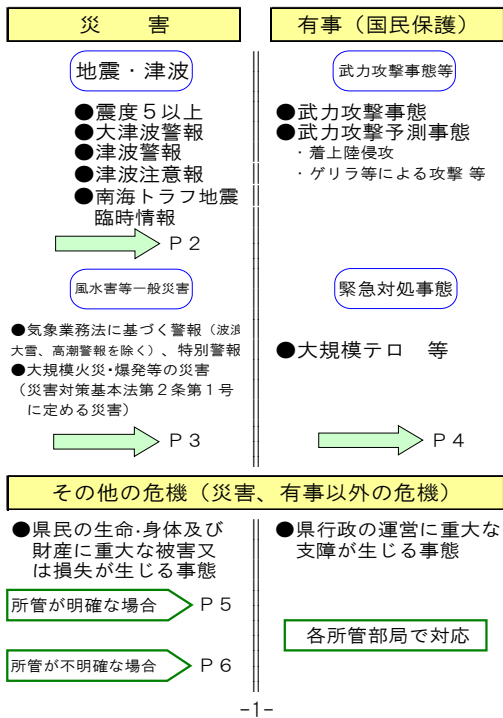 災　害
地震・津波
●震度５以上
●大津波警報
●津波警報
●津波注意報
●南海トラフ地震
臨時情報
Ｐ２
風水害等一般災害
●気象業務法に基づく警報（波浪
大雪、高潮警報を除く）、特別警報
●大規模火災・爆発等の災害
（災害対策基本法第２条第１号
に定める災害）
Ｐ３
有事（国民保護）
武力攻撃事態等
●武力攻撃事態
●武力攻撃予測事態
・着上陸侵攻
・ゲリラ等による攻撃 等
緊急対処事態
●大規模テロ　等
Ｐ４
その他の危機（災害、有事以外の危機）
●県民の生命・身体及び
財産に重大な被害又
は損失が生じる事態
所管が明確な場合
Ｐ５
所管が不明確な場合
Ｐ６
●県行政の運営に重大な
支障が生じる事態
各所管部局で対応
-1-